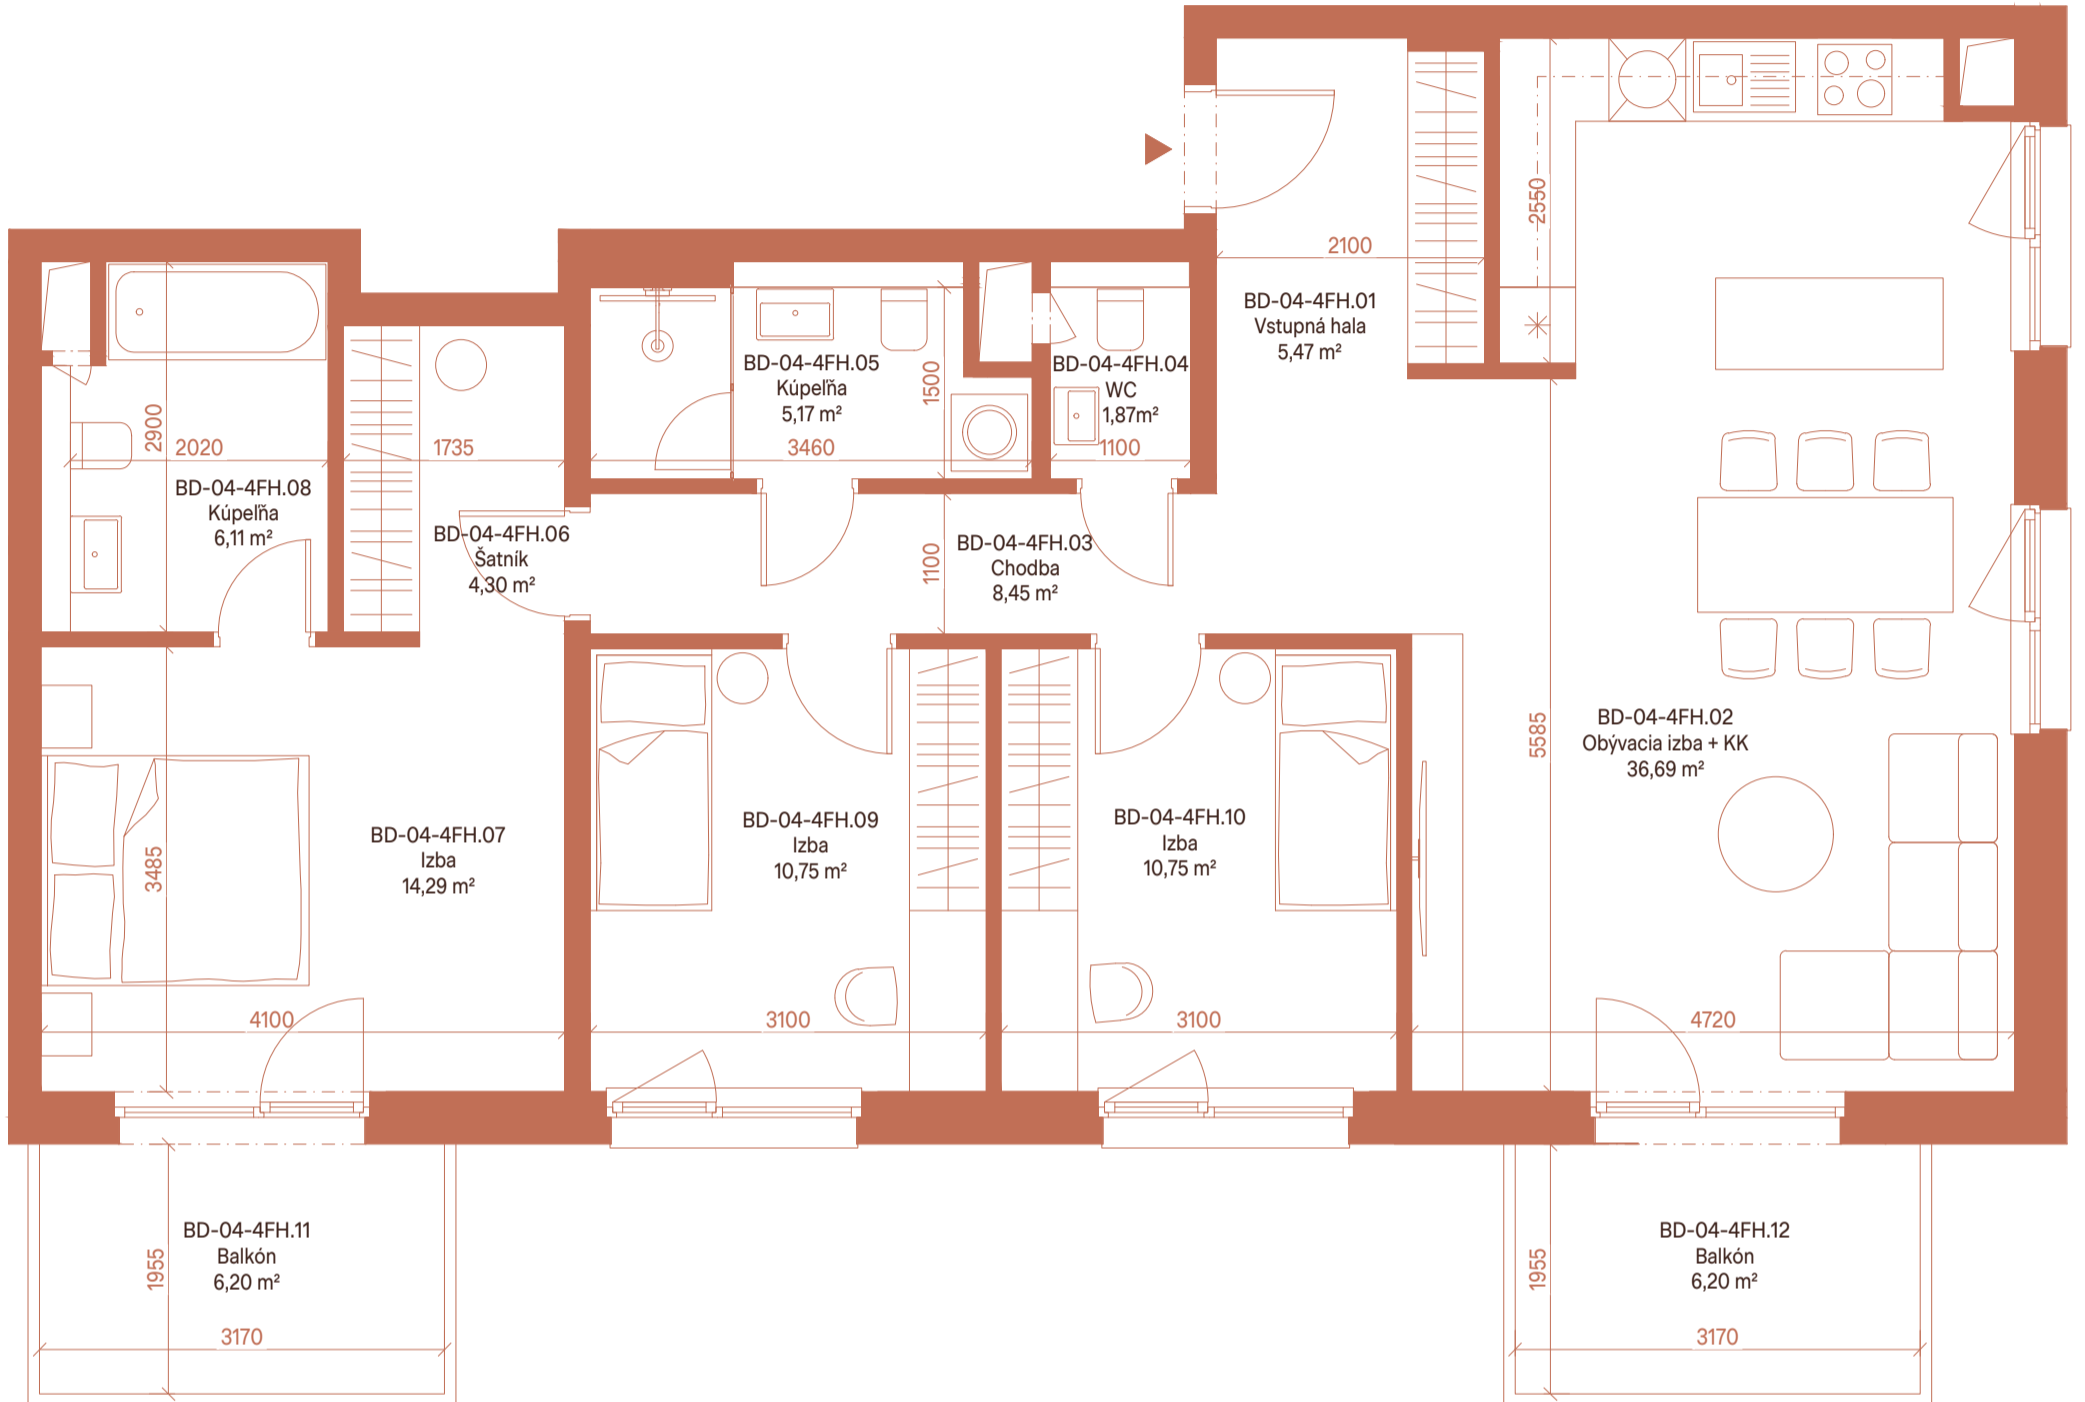 2550
2100
BD-04-4FH.01
Vstupná hala
5,47 m²
BD-04-4FH.05
Kúpeľňa
5,17 m²
1500
3460
BD-04-4FH.04
WC
1,87m²
1100
2900
2020
1735
BD-04-4FH.08
Kúpeľňa
6,11 m²
BD-04-4FH.06
Šatník
4,30 m²
1100
BD-04-4FH.03
Chodba
8,45 m²
5585
BD-04-4FH.02
Obývacia izba + KK
36,69 m²
3485
BD-04-4FH.07
Izba
14,29 m²
BD-04-4FH.09
Izba
10,75 m²
BD-04-4FH.10
Izba
10,75 m²
4100
3100
3100
4720
BD-04-4FH.11
Balkón
6,20 m²
1955
3170
BD-04-4FH.12
Balkón
6,20 m²
1955
3170